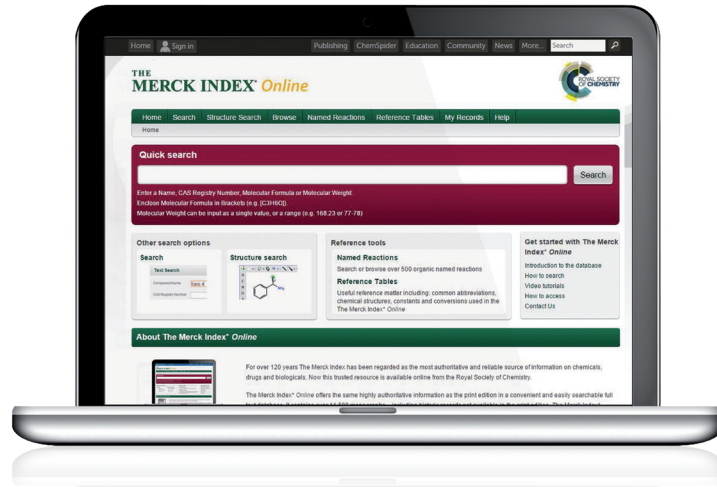 Home Sign in Publishing ChemSpider Education Community News More... Search
THE
MERCK INDEX® Online
ROYAL SOCIETY
OF CHEMISTRY
Home Search Structure Search Browse Named Reactions Reference Tables My Records Help
Home
Quick search
Search
Enter a Name, CAS Registry Number, Molecular Formula or Molecular Weight.
Enclose Molecular Formula in Brackets (e.g. [C3H6O]).
Molecular Weight can be input as a single value, or a range (e.g. 168.23 or 77-78)
Other search options
Search
Text Search
Structure search
Reference tools
Named Reactions
Search or browse over 500 organic named reactions
Reference Tables
Useful reference matter including: common abbreviations,
chemical structures, constants and conversions used in the
The Merck Index* Online
Get started with The Merck
Index* Online
Introduction to the database
How to search
Video tutorials
How to access
Contact Us
About The Merck Index* Online
For over 120 years The Merck Index has been regarded as the most authoritative and reliable source of information on chemicals,
drugs and biologicals. Now this trusted resource is available online from the Royal Society of Chemistry.
The Merck Index* Online offers the same highly authoritative information as the print edition in a convenient and easily searchable full